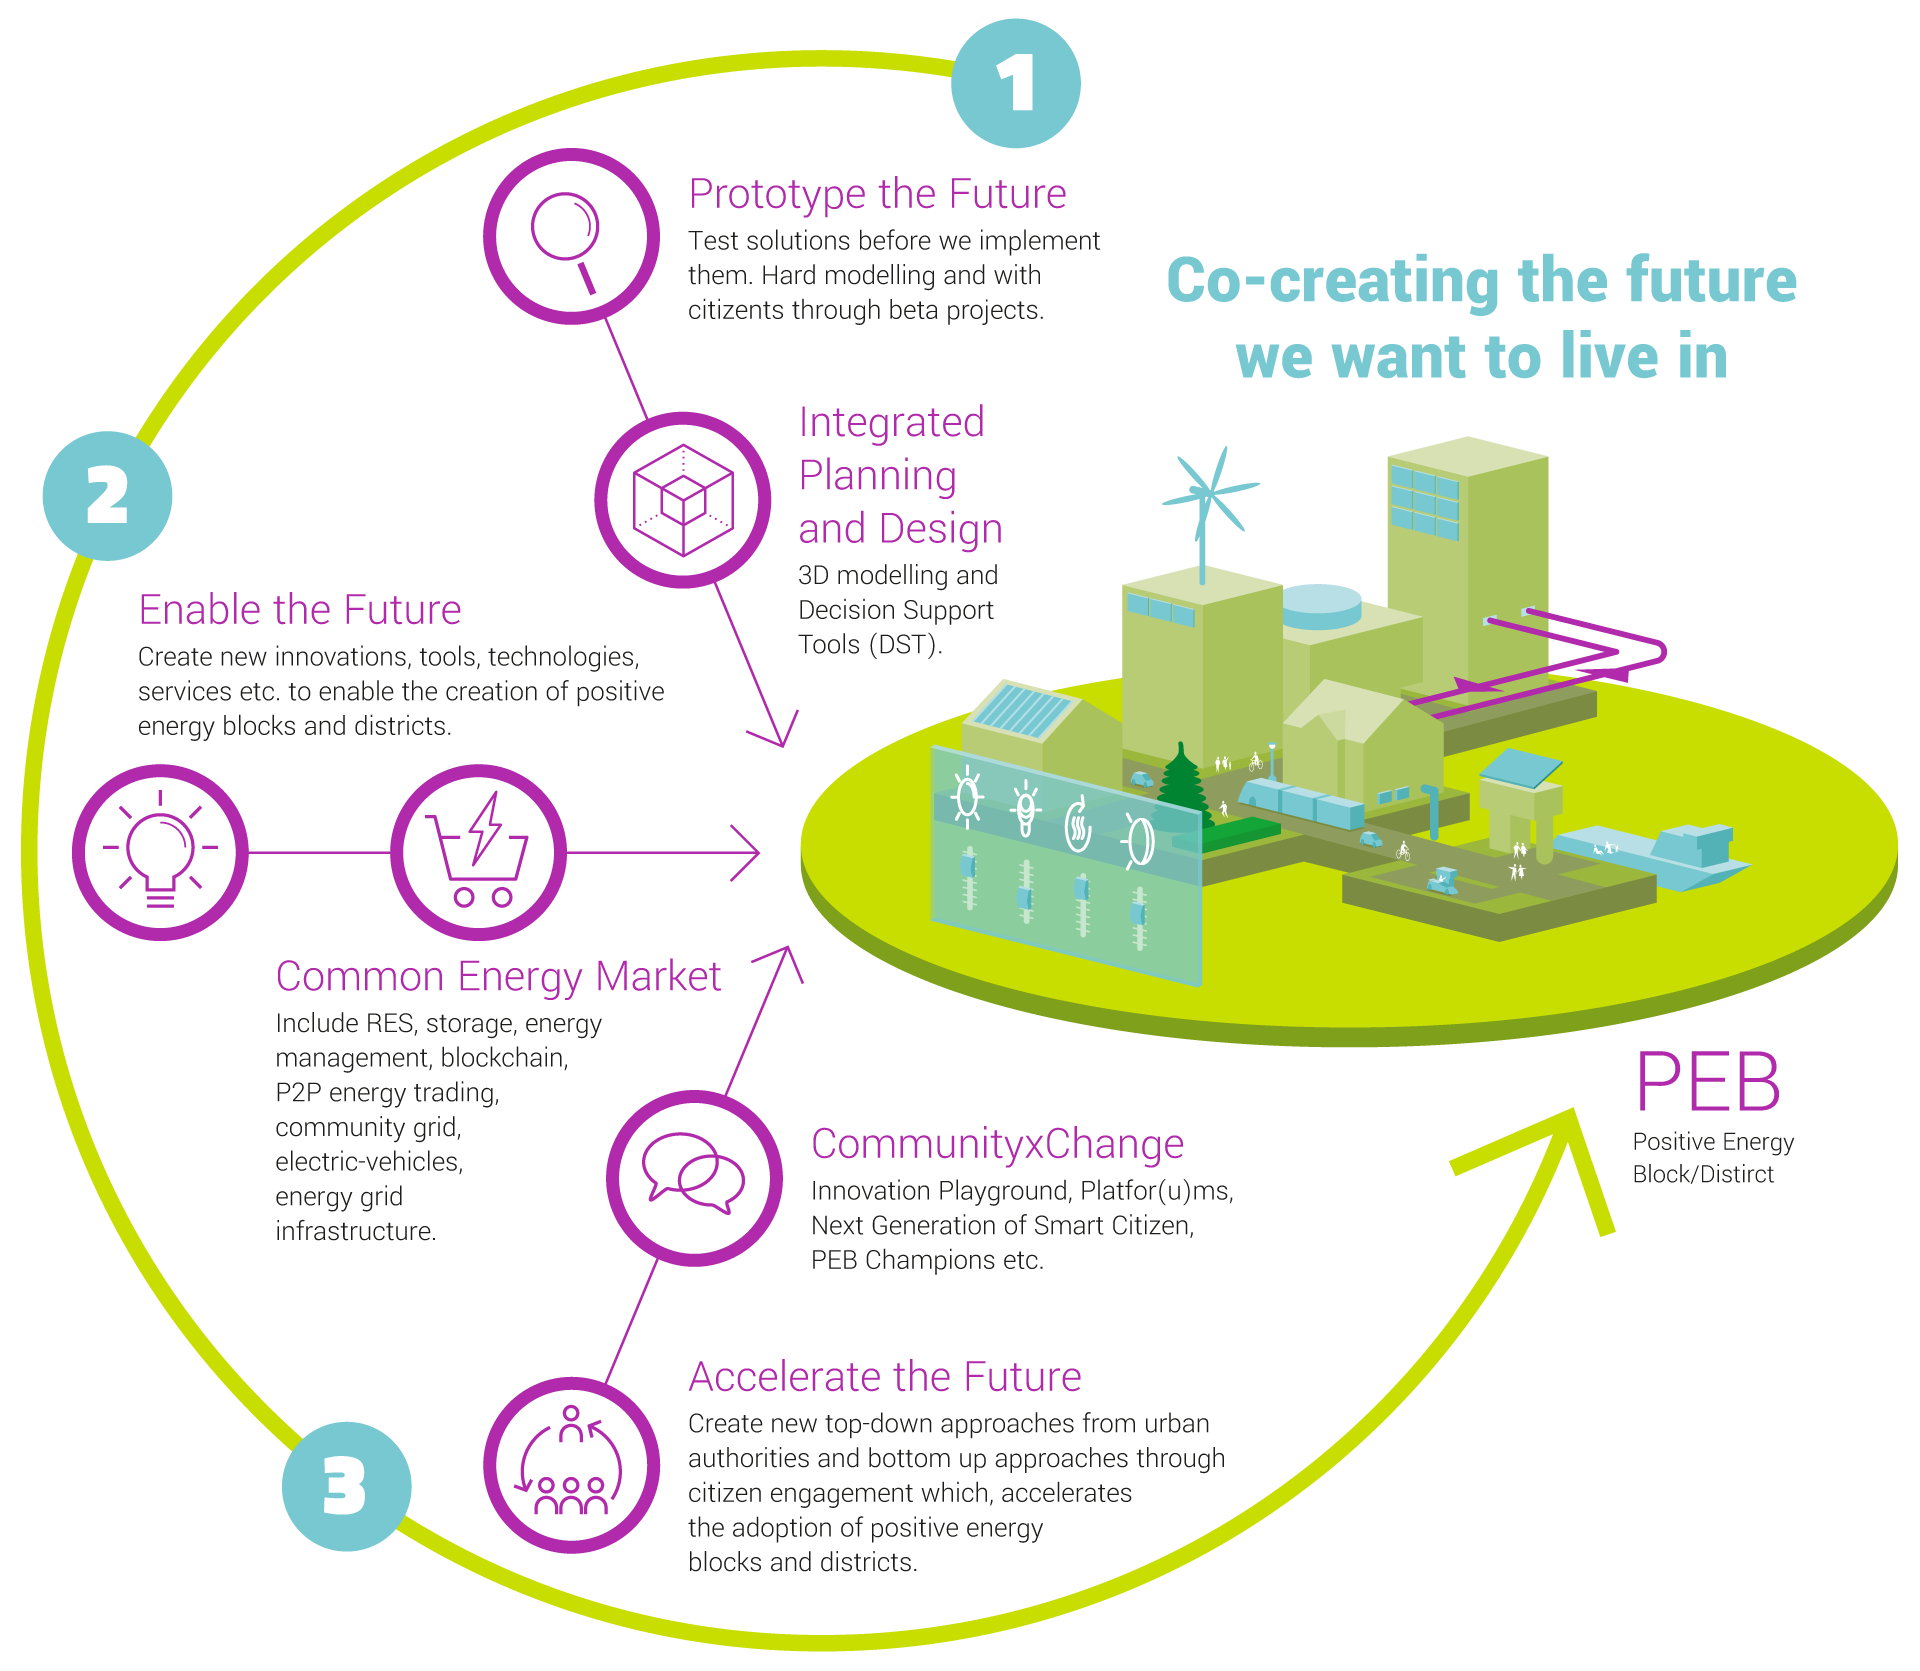 1
Prototype the Future
Test solutions before we implement
them. Hard modelling and with
citizents through beta projects.
Co-creating the future
we want to live in
Integrated
Planning
and Design
3D modelling and
Decision Support
Tools (DST).
2
Enable the Future
Create new innovations, tools, technologies,
services etc. to enable the creation of positive
energy blocks and districts.
Common Energy Market
Include RES, storage, energy
management, blockchain,
P2P energy trading,
community grid,
electric-vehicles,
energy grid
infrastructure.
PEB
Positive Energy
Block/Distirct
CommunityxChange
Innovation Playground, Platfor(u)ms,
Next Generation of Smart Citizen,
PEB Champions etc.
3
Accelerate the Future
Create new top-down approaches from urban
authorities and bottom up approaches through
citizen engagement which, accelerates
the adoption of positive energy
blocks and districts.